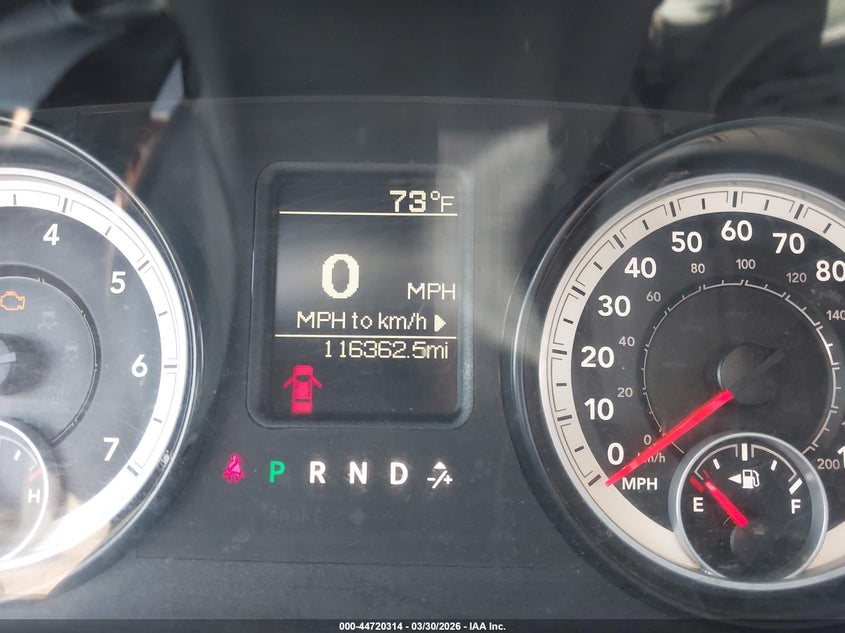 73°F
0 MPH
MPH to km/h
116362.5mi
4
5
6
7
H
P R N D
0 10 20 30 40 50 60 70 80
MPH
0 20 40 60 80 100 120 140 200
km/h
E F
000-44720314 - 03/30/2026 - IAA Inc.